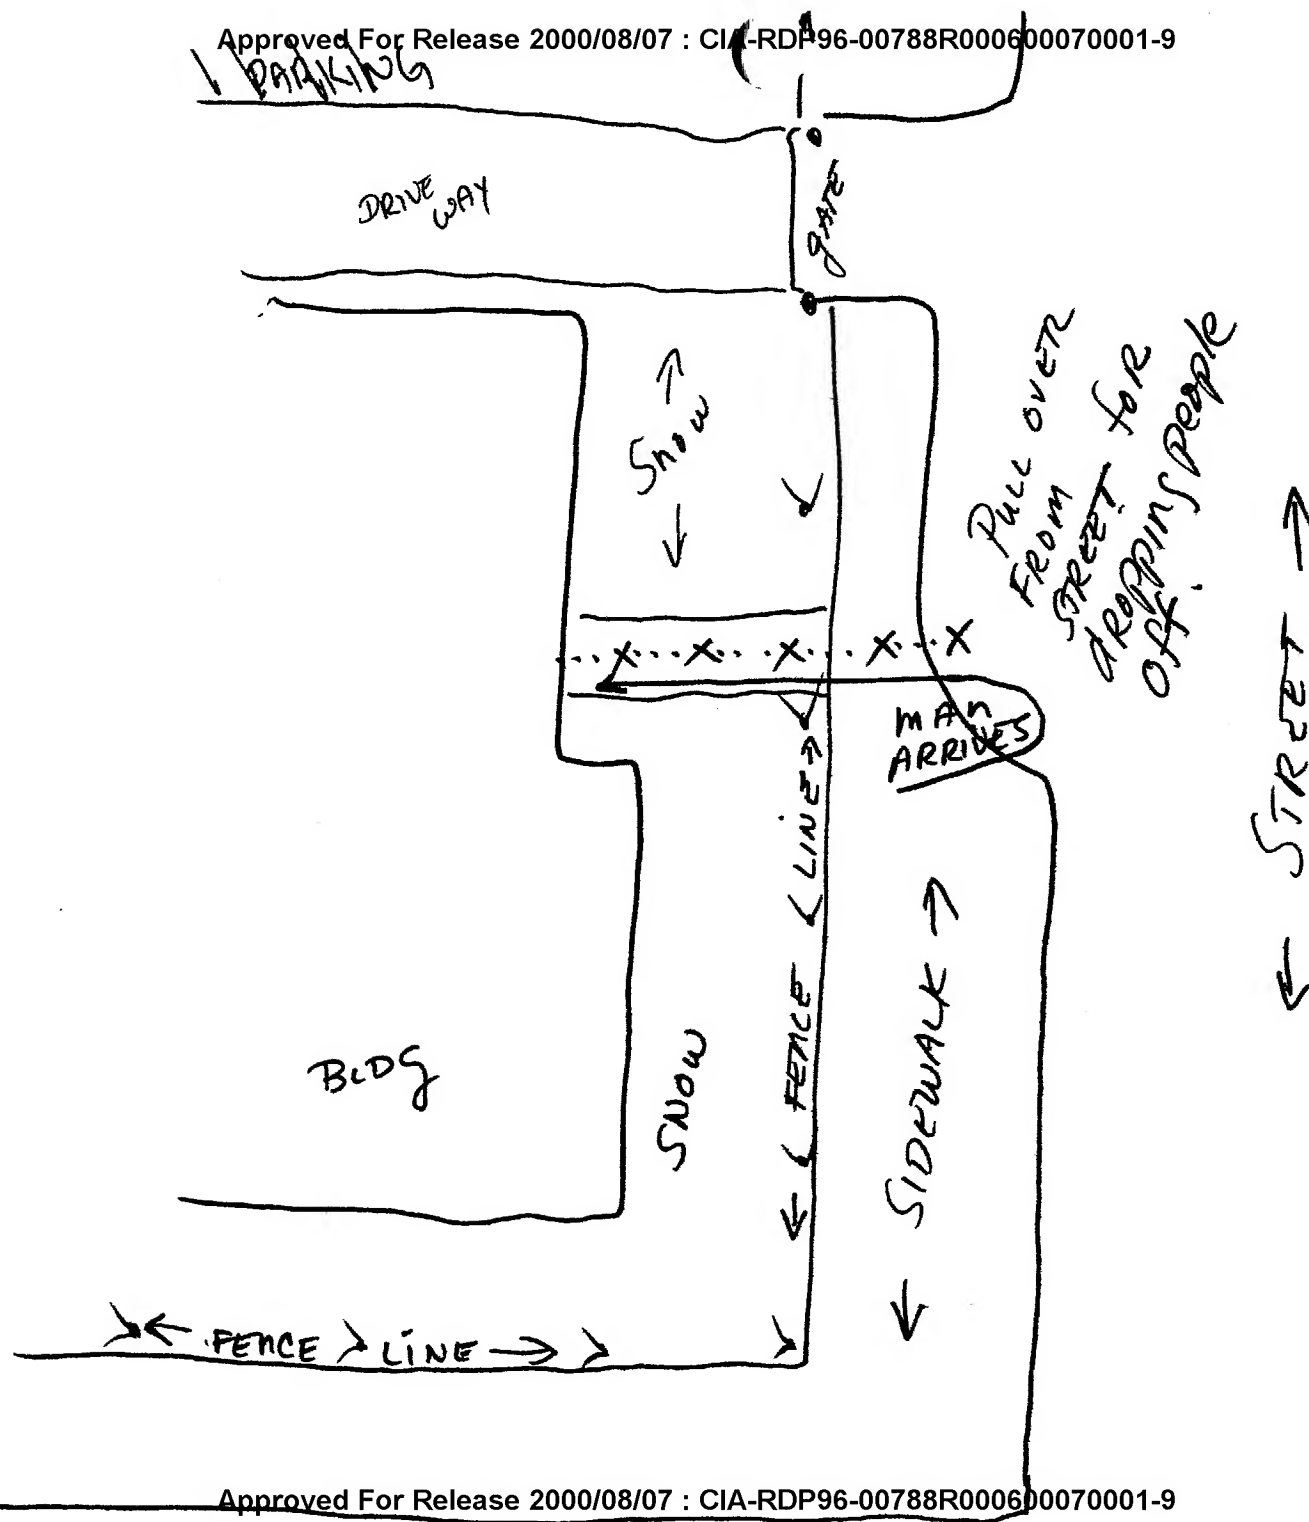 Approved For Release 2000/08/07 : CIA-RDP96-00788R000600070001-9
PARKING
DRIVE
WAY
gATE
Snow
PULL OVER
FROM
STREET for
dROPPINg people
Off.
STREET
MAn
ARRIVES
FENCE LINE
SIDEWALK
SNOW
BLDg
FEnCE LiNE
Approved For Release 2000/08/07 : CIA-RDP96-00788R000600070001-9